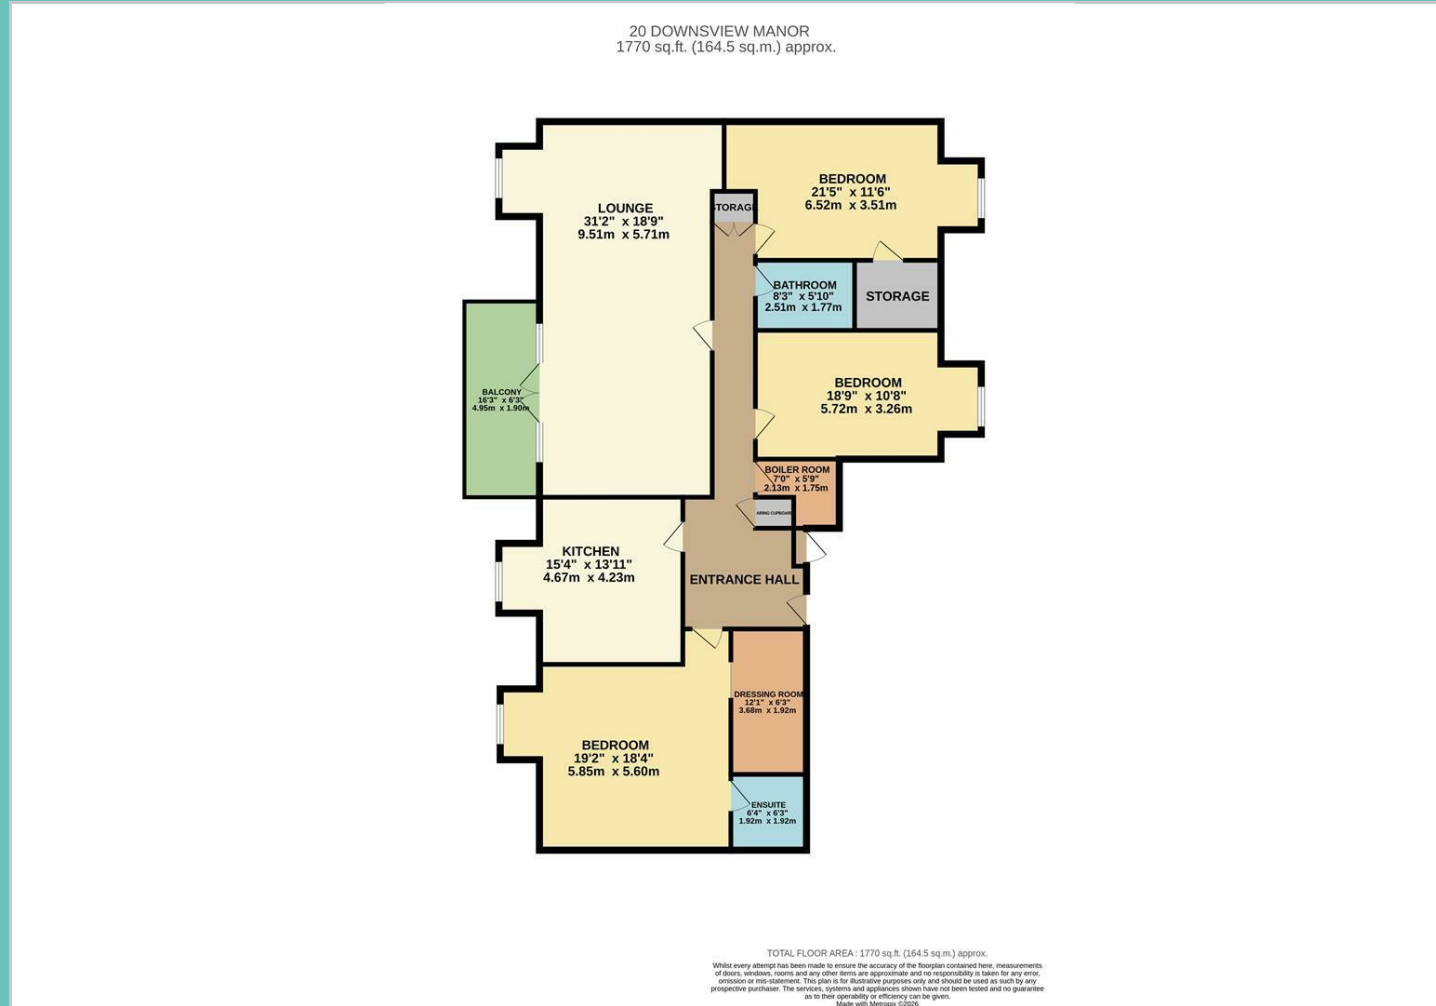 20 DOWNSVIEW MANOR
1770 sq.ft. (164.5 sq.m.) approx.
LOUNGE
31'2" x 18'9"
9.51m x 5.71m
BEDROOM
21'5" x 11'6"
6.52m x 3.51m
STORAGE
BATHROOM
8'3" x 5'10"
2.51m x 1.77m
STORAGE
BALCONY
16'3" x 6'3"
4.95m x 1.90m
BEDROOM
18'9" x 10'8"
5.72m x 3.26m
BOILER ROOM
7'0" x 5'9"
2.13m x 1.75m
AIRING CUPBOARD
KITCHEN
15'4" x 13'11"
4.67m x 4.23m
ENTRANCE HALL
DRESSING ROOM
12'1" x 6'3"
3.68m x 1.92m
BEDROOM
19'2" x 18'4"
5.85m x 5.60m
ENSUITE
6'4" x 6'3"
1.92m x 1.92m
TOTAL FLOOR AREA : 1770 sq.ft. (164.5 sq.m.) approx.
Whilst every attempt has been made to ensure the accuracy of the floorplan contained here, measurements
of doors, windows, rooms and any other items are approximate and no responsibility is taken for any error,
omission or mis-statement. This plan is for illustrative purposes only and should be used as such by any
prospective purchaser. The services, systems and appliances shown have not been tested and no guarantee
as to their operability or efficiency can be given.
Made with Metropix ©2026